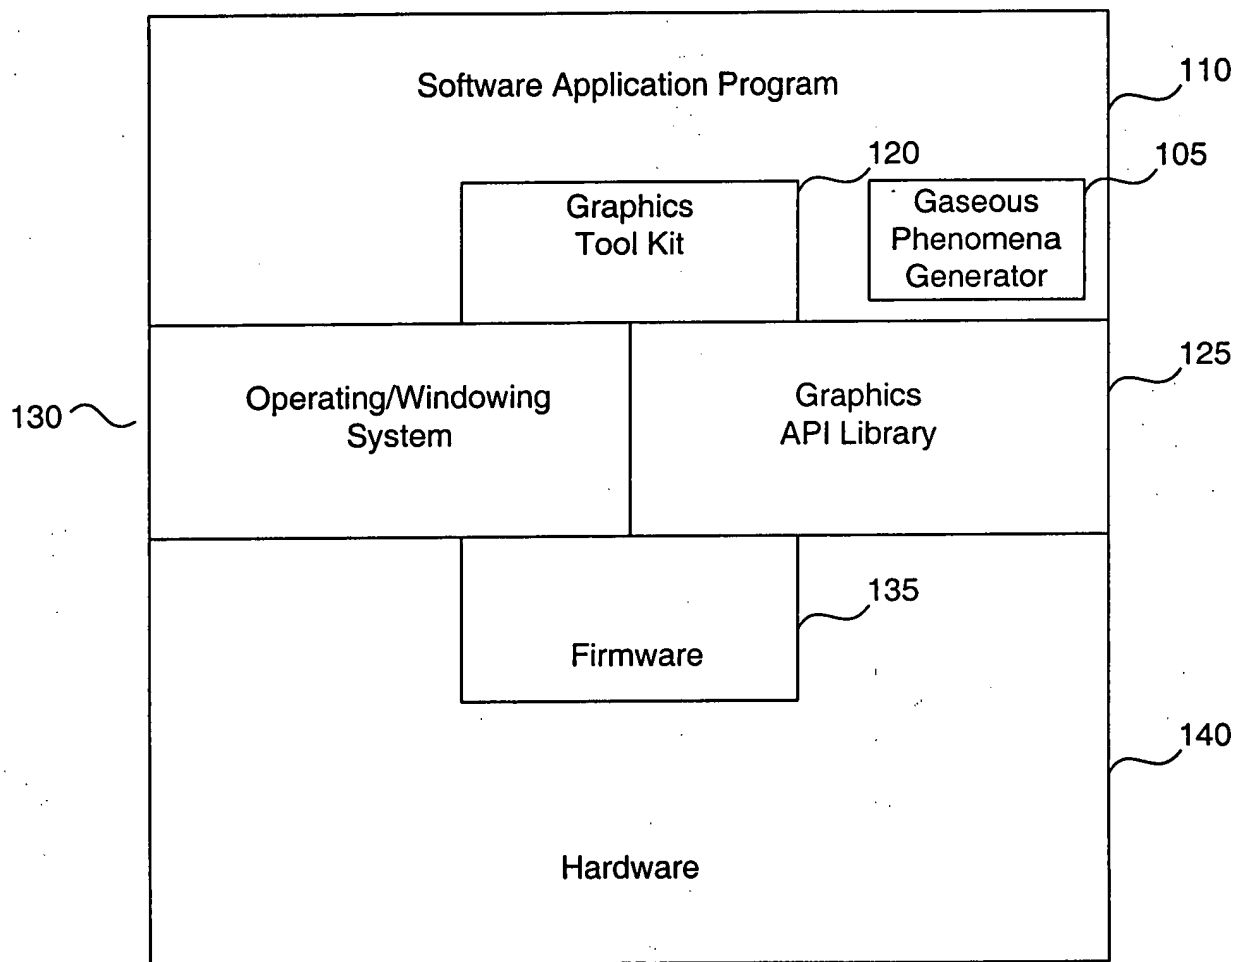 Software Application Program
110
120
105
Graphics
Tool Kit
Gaseous
Phenomena
Generator
125
130
Operating/Windowing
System
Graphics
API Library
135
Firmware
140
Hardware